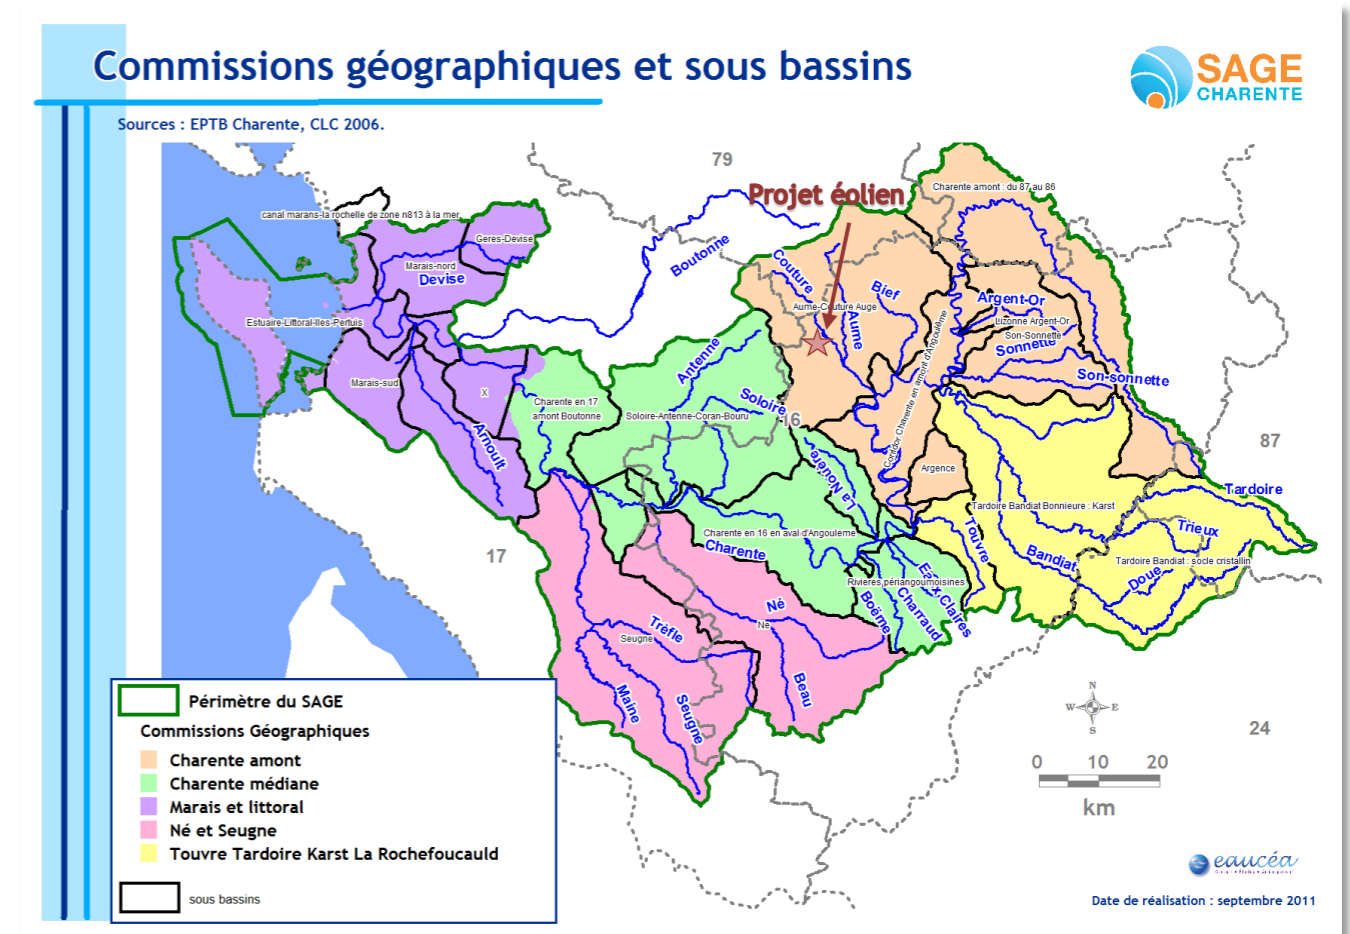 Commissions géographiques et sous bassins
SAGE
CHARENTE
Sources : EPTB Charente, CLC 2006.
79
Projet éolien
Charente amont : du 87 au 86
canal marans-la rochelle de zone n813 à la mer
Geres-Devise
Boutonne
Marais-nord
Devise
Couture
Bief
Argent-Or
Aume-Couture Auge
Aume
Estuaire-Littoral-Iles-Pertuis
Lizonne Argent-Or
Son-Sonnette
Sonnette
Antenne
Corridor Charente en amont d'Angoulême
Son-sonnette
Marais-sud
X
Charente en 17
amont Boutonne
Soloire
Soloire-Antenne-Coran-Bouru
16
Arnoult
87
La Nouère
Argence
Tardoire
Tardoire Bandiat Bonnieure : Karst
Charente en 16 en aval d'Angouleme
Touvre
Trieux
17
Charente
Bandiat
Tardoire Bandiat : socle cristallin
Doue
Rivieres périangoumoisines
Eaux Claires
Charraud
Boëme
Né
Ne
Trèfle
Seugne
Maine
Seugne
Beau
24
N
W
E
S
0 10 20
km
Périmètre du SAGE
Commissions Géographiques
Charente amont
Charente médiane
Marais et littoral
Né et Seugne
Touvre Tardoire Karst La Rochefoucauld
sous bassins
eaucéa
Date de réalisation : septembre 2011